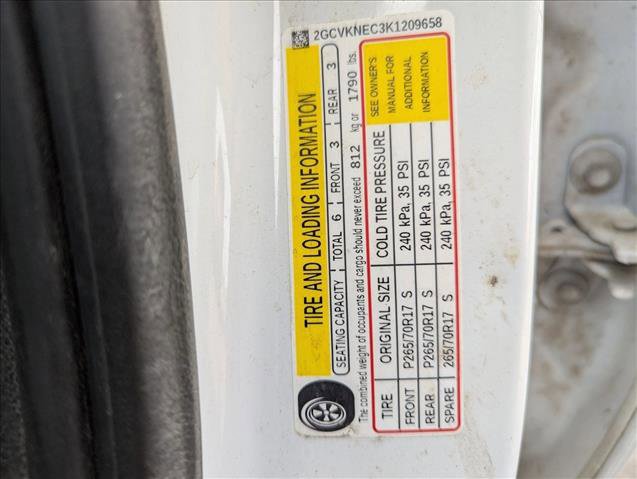 2GCVKNEC3K1209658
TIRE AND LOADING INFORMATION
SEATING CAPACITY TOTAL 6 FRONT 3 REAR 3
The combined weight of occupants and cargo should never exceed 812 kg or 1790 lbs.
TIRE ORIGINAL SIZE COLD TIRE PRESSURE
FRONT P265/70R17 S 240 kPa, 35 PSI
REAR P265/70R17 S 240 kPa, 35 PSI
SPARE 265/70R17 S 240 kPa, 35 PSI
SEE OWNER'S
MANUAL FOR
ADDITIONAL
INFORMATION